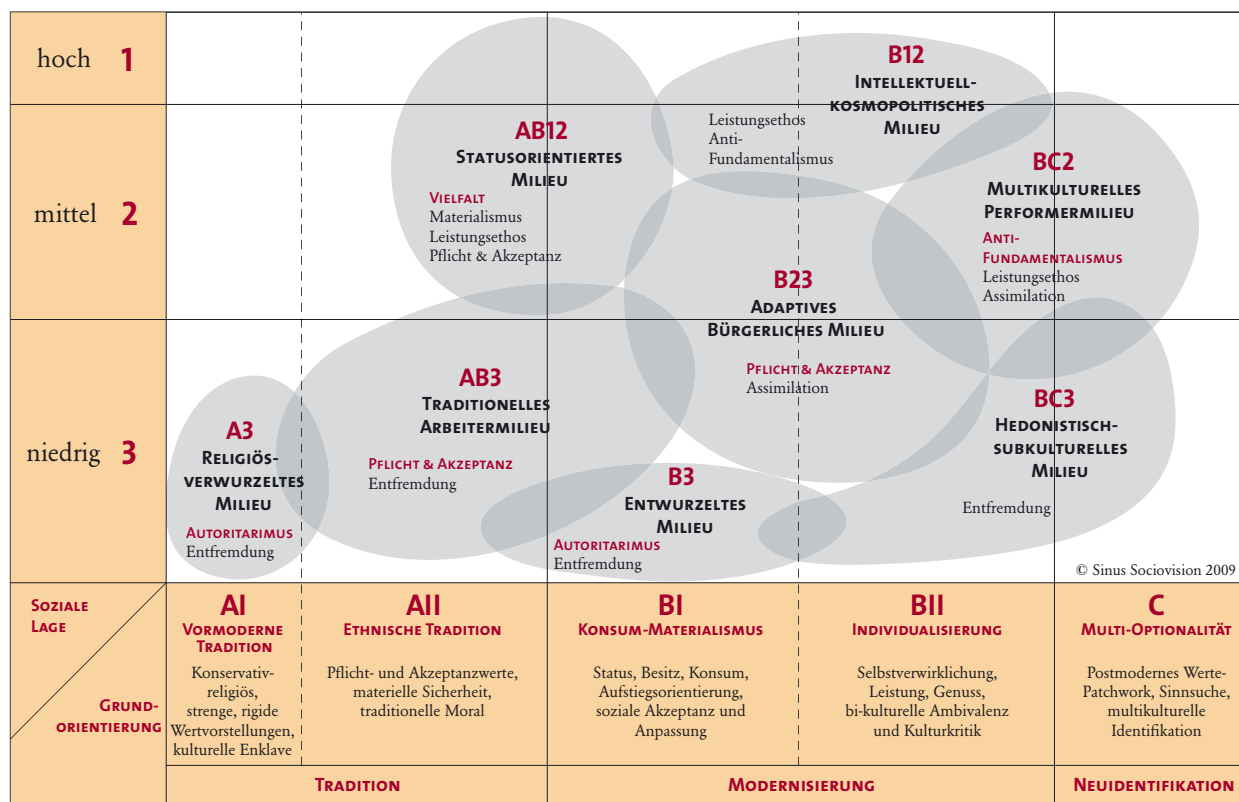 hoch 1
B12
INTELLEKTUELL-
KOSMOPOLITISCHES
MILIEU
Leistungsethos
Anti-
Fundamentalismus
mittel 2
AB12
STATUSORIENTIERTES
MILIEU
VIELFALT
Materialismus
Leistungsethos
Pflicht & Akzeptanz
BC2
MULTIKULTURELLES
PERFORMERMILIEU
ANTI-
FUNDAMENTALISMUS
Leistungsethos
Assimilation
B23
ADAPTIVES
BÜRGERLICHES MILIEU
PFLICHT & AKZEPTANZ
Assimilation
niedrig 3
A3
RELIGIÖS-
VERWURZELTES
MILIEU
AUTORITARIMUS
Entfremdung
AB3
TRADITIONELLES
ARBEITERMILIEU
PFLICHT & AKZEPTANZ
Entfremdung
B3
ENTWURZELTES
MILIEU
AUTORITARIMUS
Entfremdung
BC3
HEDONISTISCH-
SUBKULTURELLES
MILIEU
Entfremdung
© Sinus Sociovision 2009
SOZIALE
LAGE
GRUND-
ORIENTIERUNG
AI
VORMODERNE
TRADITION
Konservativ-
religiös,
strenge, rigide
Wertvorstellungen,
kulturelle Enklave
AII
ETHNISCHE TRADITION
Pflicht- und Akzeptanzwerte,
materielle Sicherheit,
traditionelle Moral
BI
KONSUM-MATERIALISMUS
Status, Besitz, Konsum,
Aufstiegsorientierung,
soziale Akzeptanz und
Anpassung
BII
INDIVIDUALISIERUNG
Selbstverwirklichung,
Leistung, Genuss,
bi-kulturelle Ambivalenz
und Kulturkritik
C
MULTI-OPTIONALITÄT
Postmodernes Werte-
Patchwork, Sinnsuche,
multikulturelle
Identifikation
TRADITION
MODERNISIERUNG
NEUIDENTIFIKATION